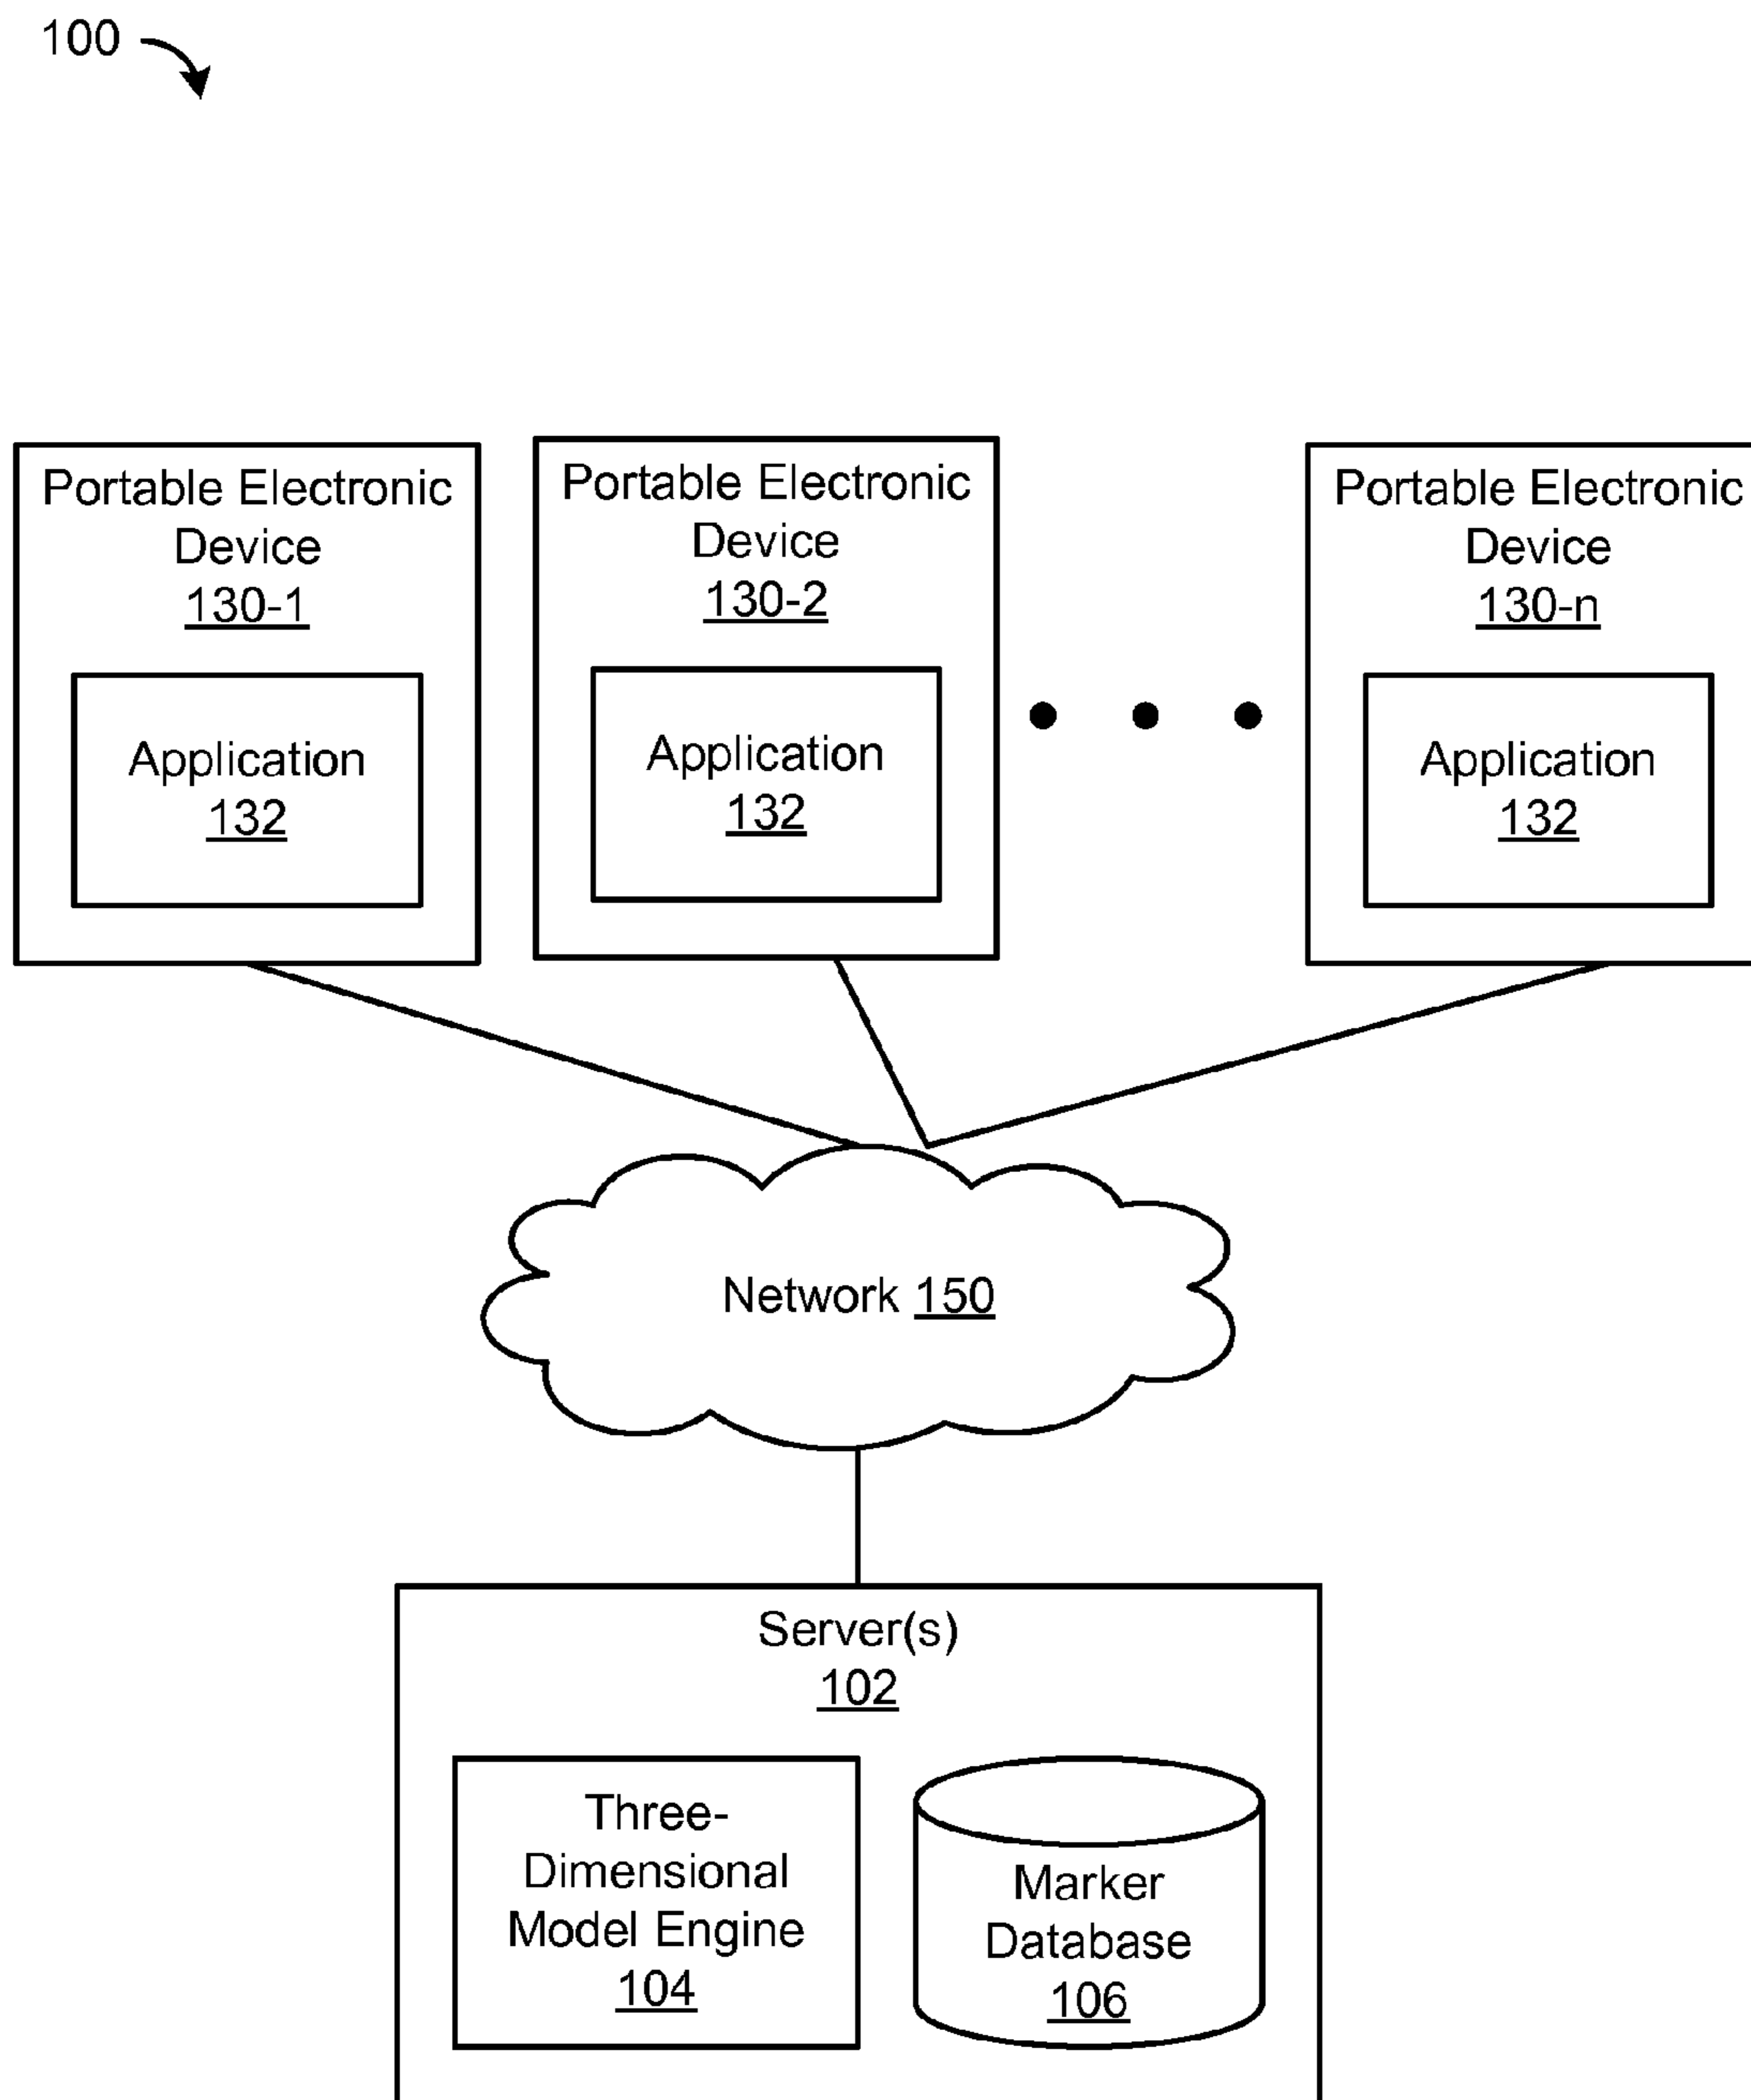 100
Portable Electronic
Device
130-1
Application
132
Portable Electronic
Device
130-2
Application
132
Portable Electronic
Device
130-n
Application
132
Network 150
Server(s)
102
Three-
Dimensional
Model Engine
104
Marker
Database
106